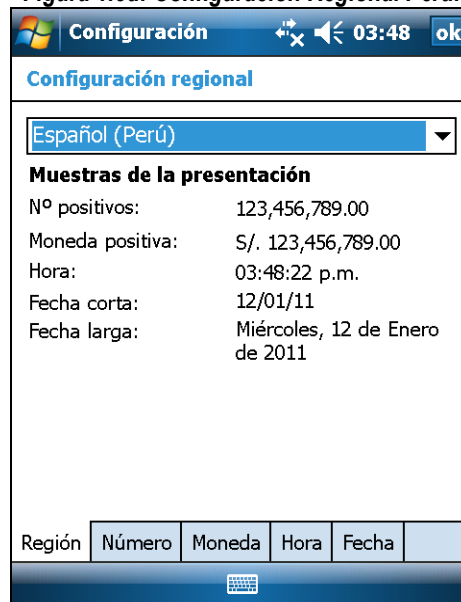 Configuración 03:48 ok
Configuración regional
Español (Perú)
Muestras de la presentación
Nº positivos: 123,456,789.00
Moneda positiva: S/. 123,456,789.00
Hora: 03:48:22 p.m.
Fecha corta: 12/01/11
Fecha larga: Miércoles, 12 de Enero
de 2011
Región Número Moneda Hora Fecha